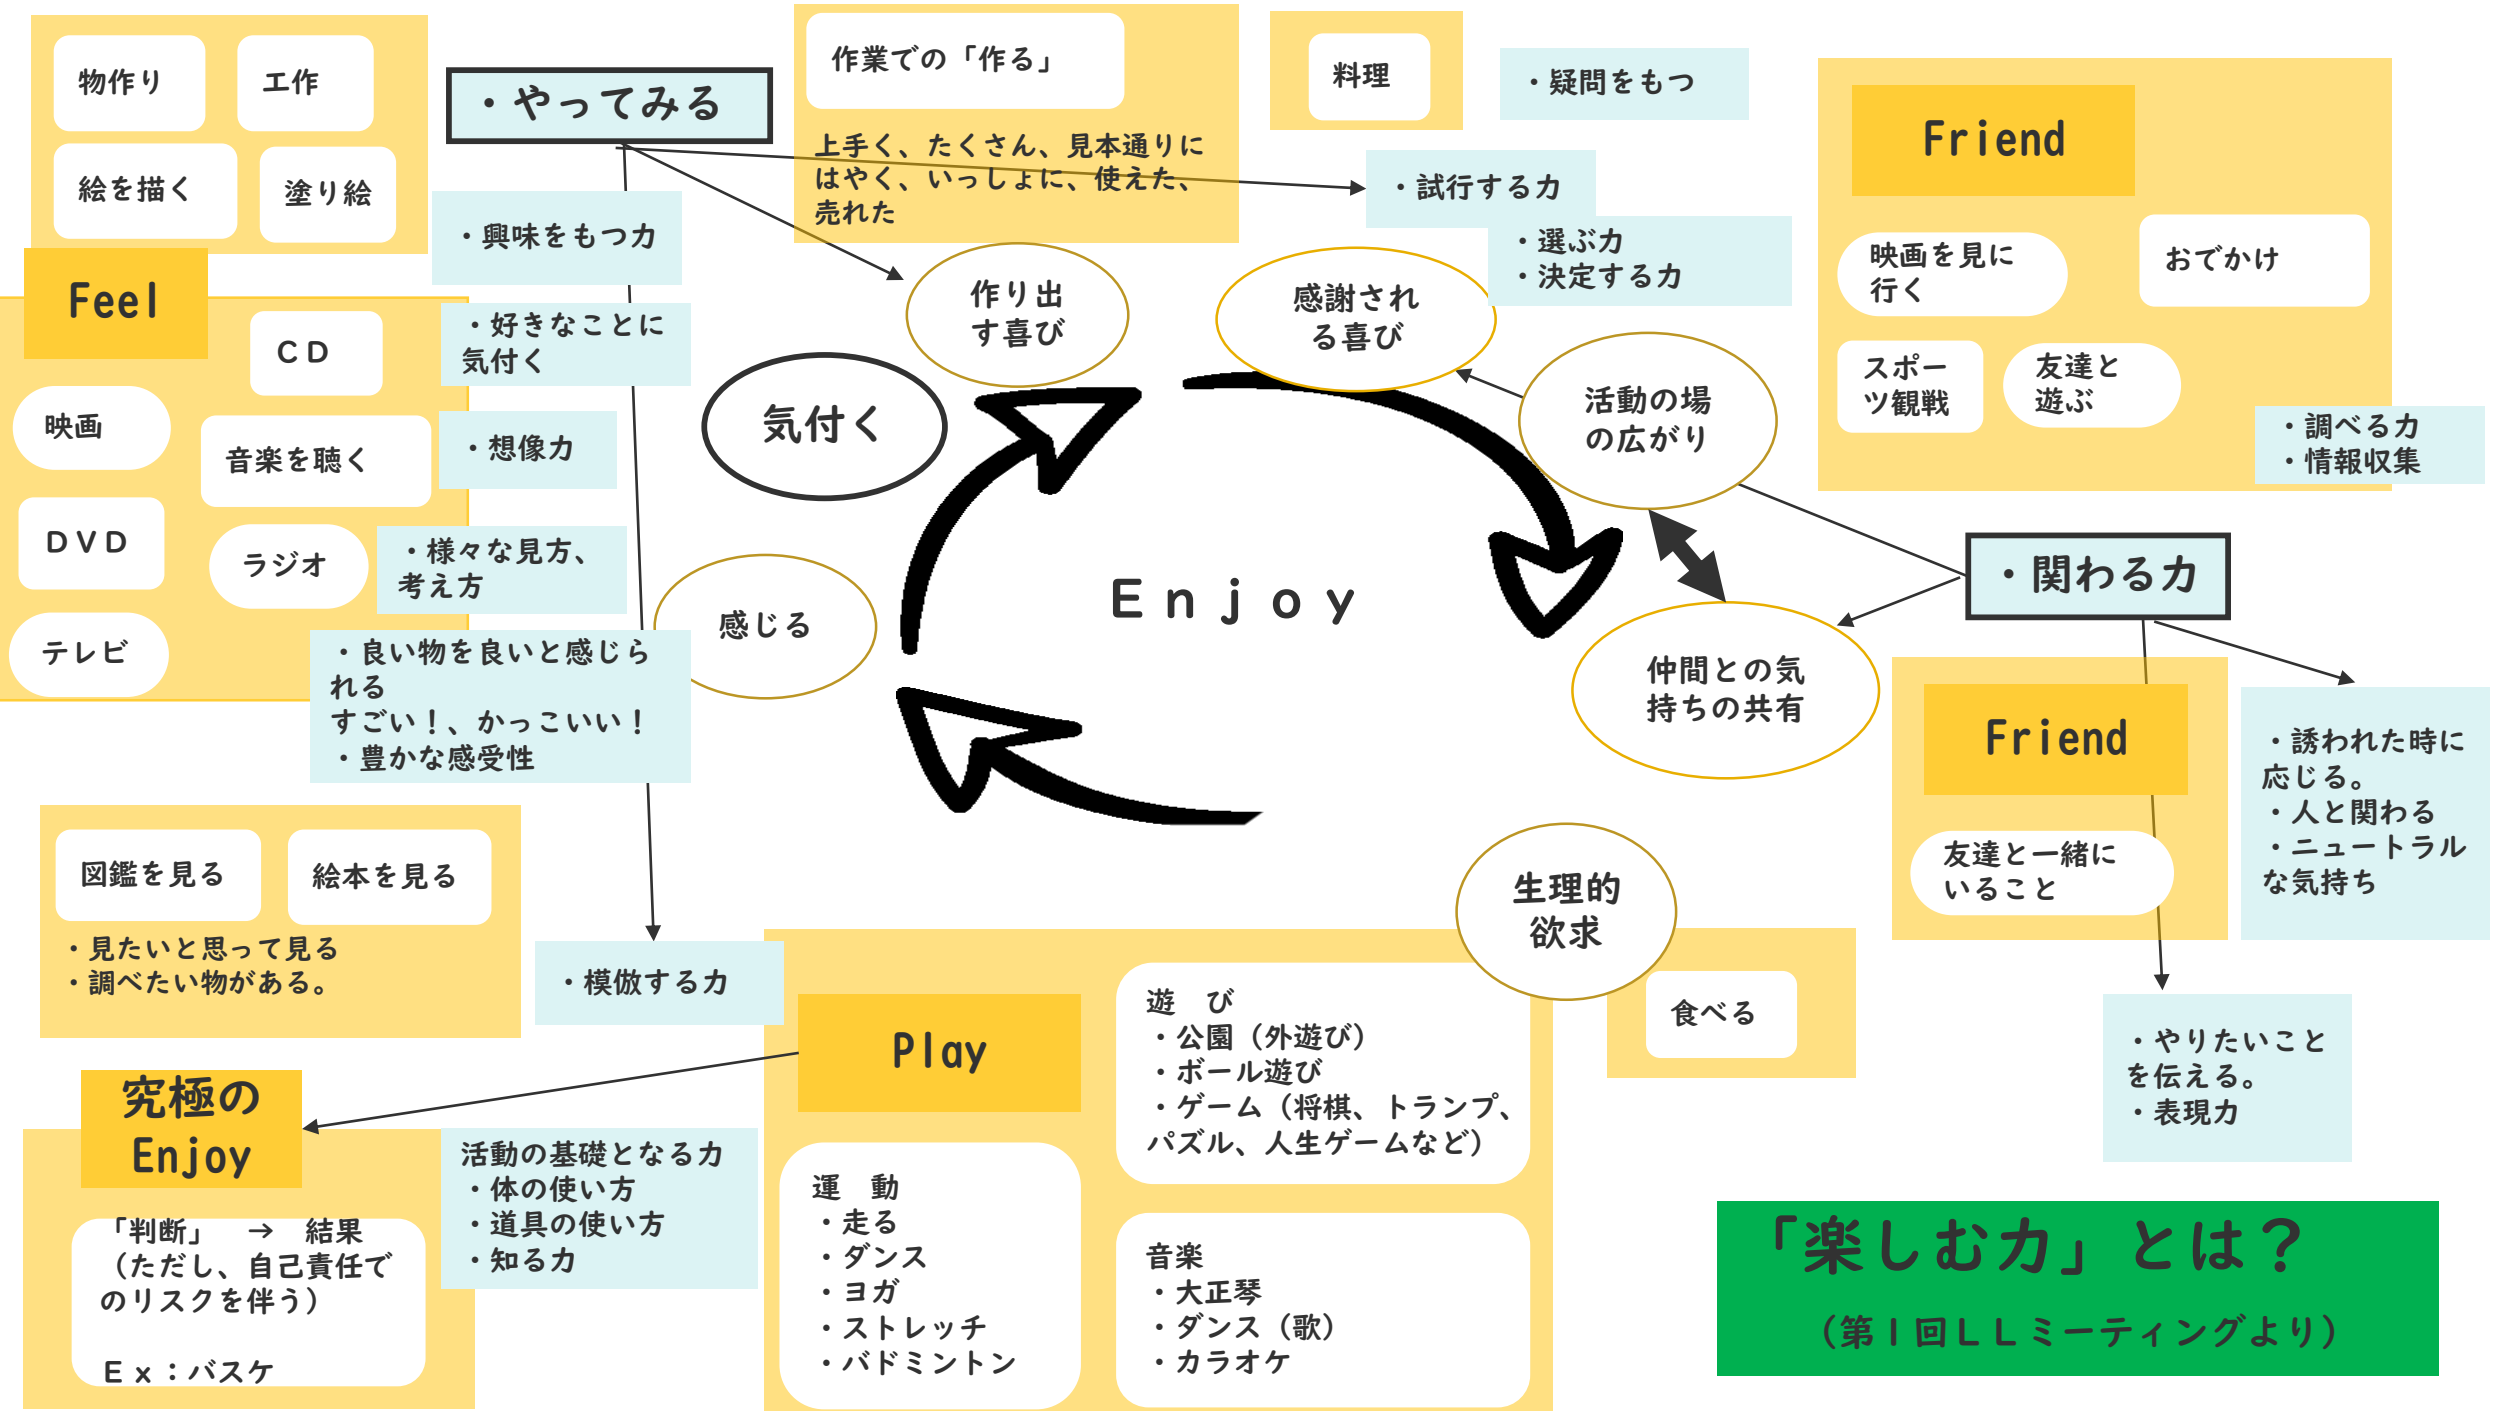 物作り
工作
絵を描く
塗り絵
・やってみる
作業での「作る」
上手く、たくさん、見本通りに
はやく、いっしょに、使えた、
売れた
料理
・疑問をもつ
・試行する力
・選ぶ力
・決定する力
Friend
映画を見に
行く
おでかけ
スポー
ツ観戦
友達と
遊ぶ
・調べる力
・情報収集
Feel
ＣＤ
映画
音楽を聴く
ＤＶＤ
ラジオ
テレビ
・興味をもつ力
・好きなことに
気付く
・想像力
・様々な見方、
考え方
・良い物を良いと感じら
れる
すごい！、かっこいい！
・豊かな感受性
気付く
作り出
す喜び
感謝され
る喜び
活動の場
の広がり
感じる
Ｅｎｊｏｙ
仲間との気
持ちの共有
・関わる力
Friend
友達と一緒に
いること
・誘われた時に
応じる。
・人と関わる
・ニュートラル
な気持ち
・やりたいこと
を伝える。
・表現力
図鑑を見る
絵本を見る
・見たいと思って見る
・調べたい物がある。
・模倣する力
生理的
欲求
食べる
Play
遊　び
・公園（外遊び）
・ボール遊び
・ゲーム（将棋、トランプ、
パズル、人生ゲームなど）
運　動
・走る
・ダンス
・ヨガ
・ストレッチ
・バドミントン
音楽
・大正琴
・ダンス（歌）
・カラオケ
究極の
Enjoy
「判断」　→　結果
（ただし、自己責任で
のリスクを伴う）
Ｅｘ：バスケ
活動の基礎となる力
・体の使い方
・道具の使い方
・知る力
「楽しむ力」とは？
（第１回ＬＬミーティングより）